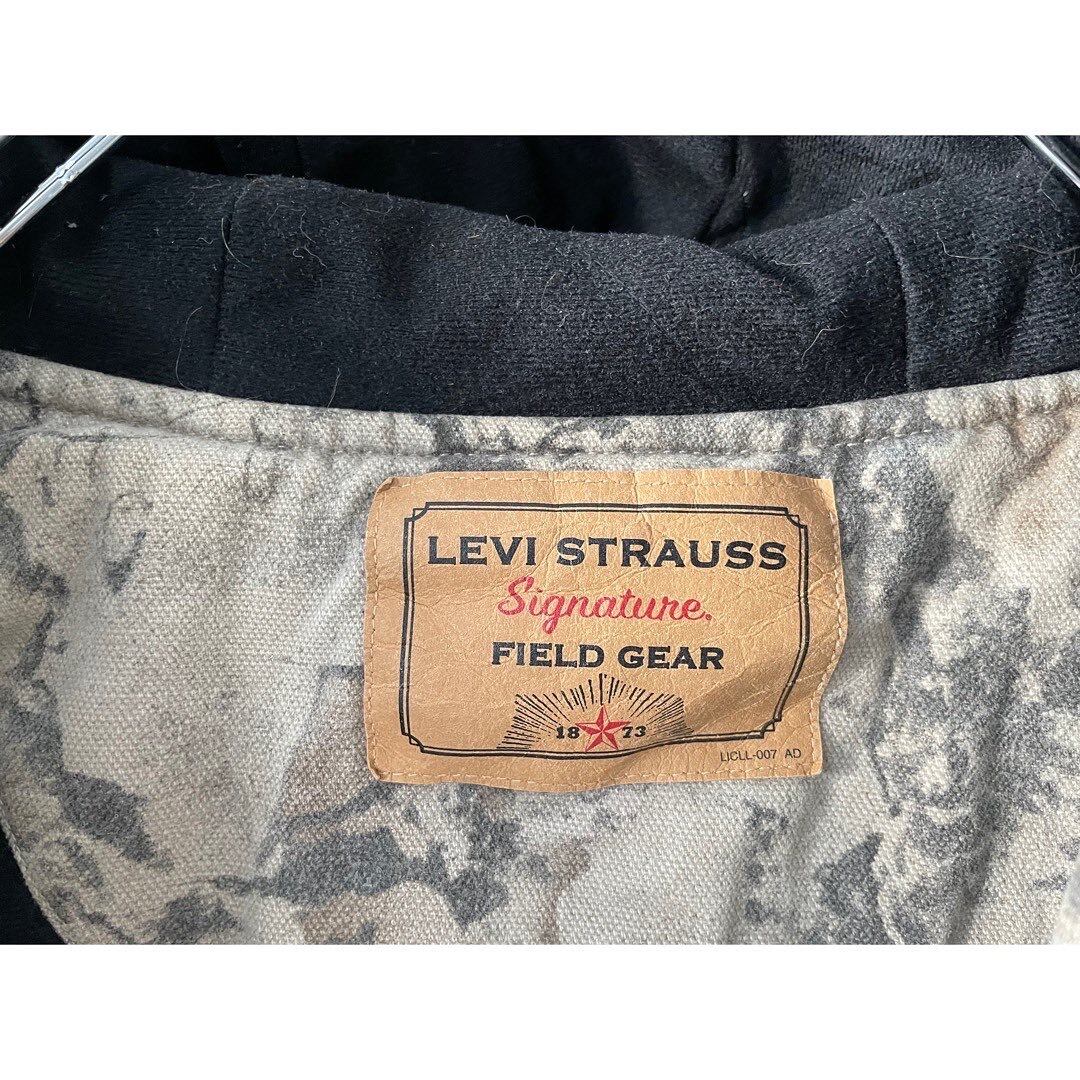 LEVI STRAUSS
Signature.
FIELD GEAR
18 73
LICLL-007 AD